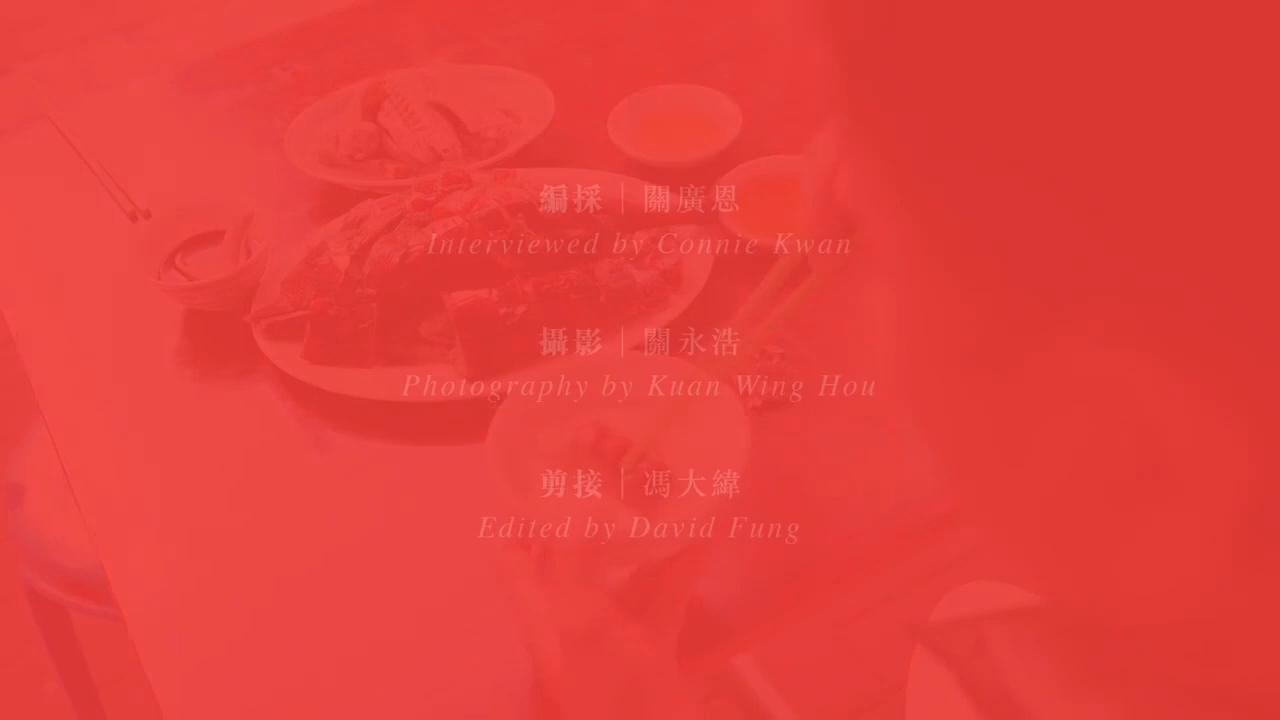 編採｜關廣恩
Interviewed by Connie Kwan
攝影｜關永浩
Photography by Kuan Wing Hou
剪接｜馮大緯
Edited by David Fung